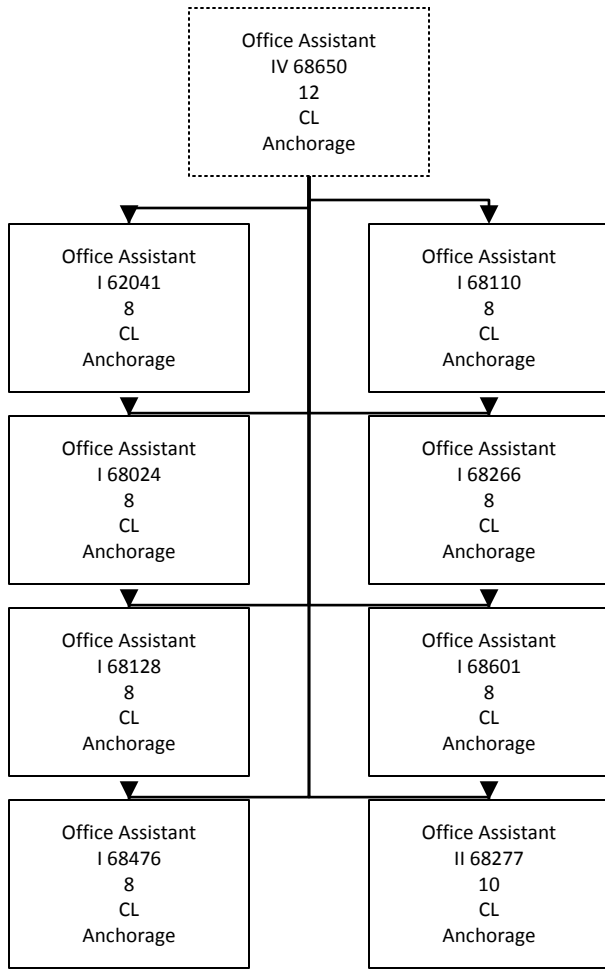 Office Assistant
IV 68650
12
CL
Anchorage
Office Assistant
I 62041
8
CL
Anchorage
Office Assistant
I 68110
8
CL
Anchorage
Office Assistant
I 68024
8
CL
Anchorage
Office Assistant
I 68266
8
CL
Anchorage
Office Assistant
I 68128
8
CL
Anchorage
Office Assistant
I 68601
8
CL
Anchorage
Office Assistant
I 68476
8
CL
Anchorage
Office Assistant
II 68277
10
CL
Anchorage